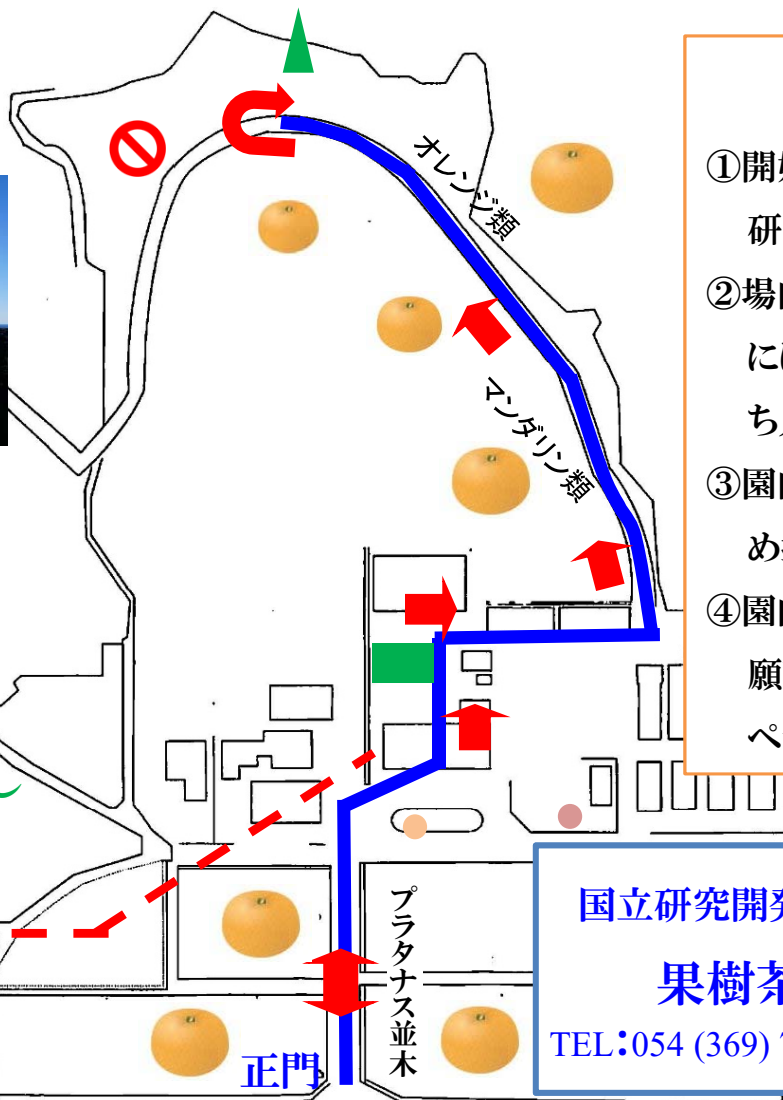 オレンジ類
マンダリン類
プラタナス並木
正門
①開
研
②場
に
ち
③園
め
④園
願
ペ
国立研究開発
果樹茶
TEL:054 (369)